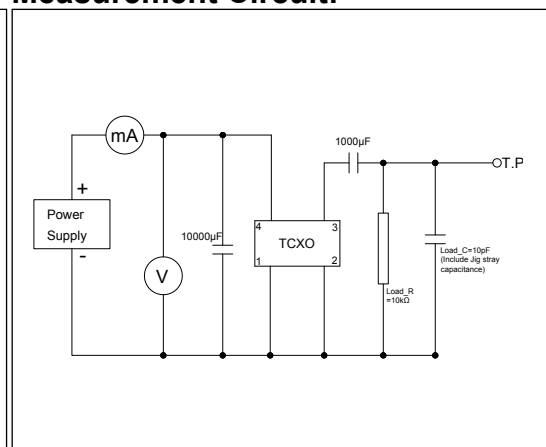 Measurement Circuit:
mA
1000µF
T.P
+
Power
Supply
-
10000µF
4
3
TCXO
1
2
V
Load_C=10pF
(Include Jig stray
capacitance)
Load_R
=10kΩ